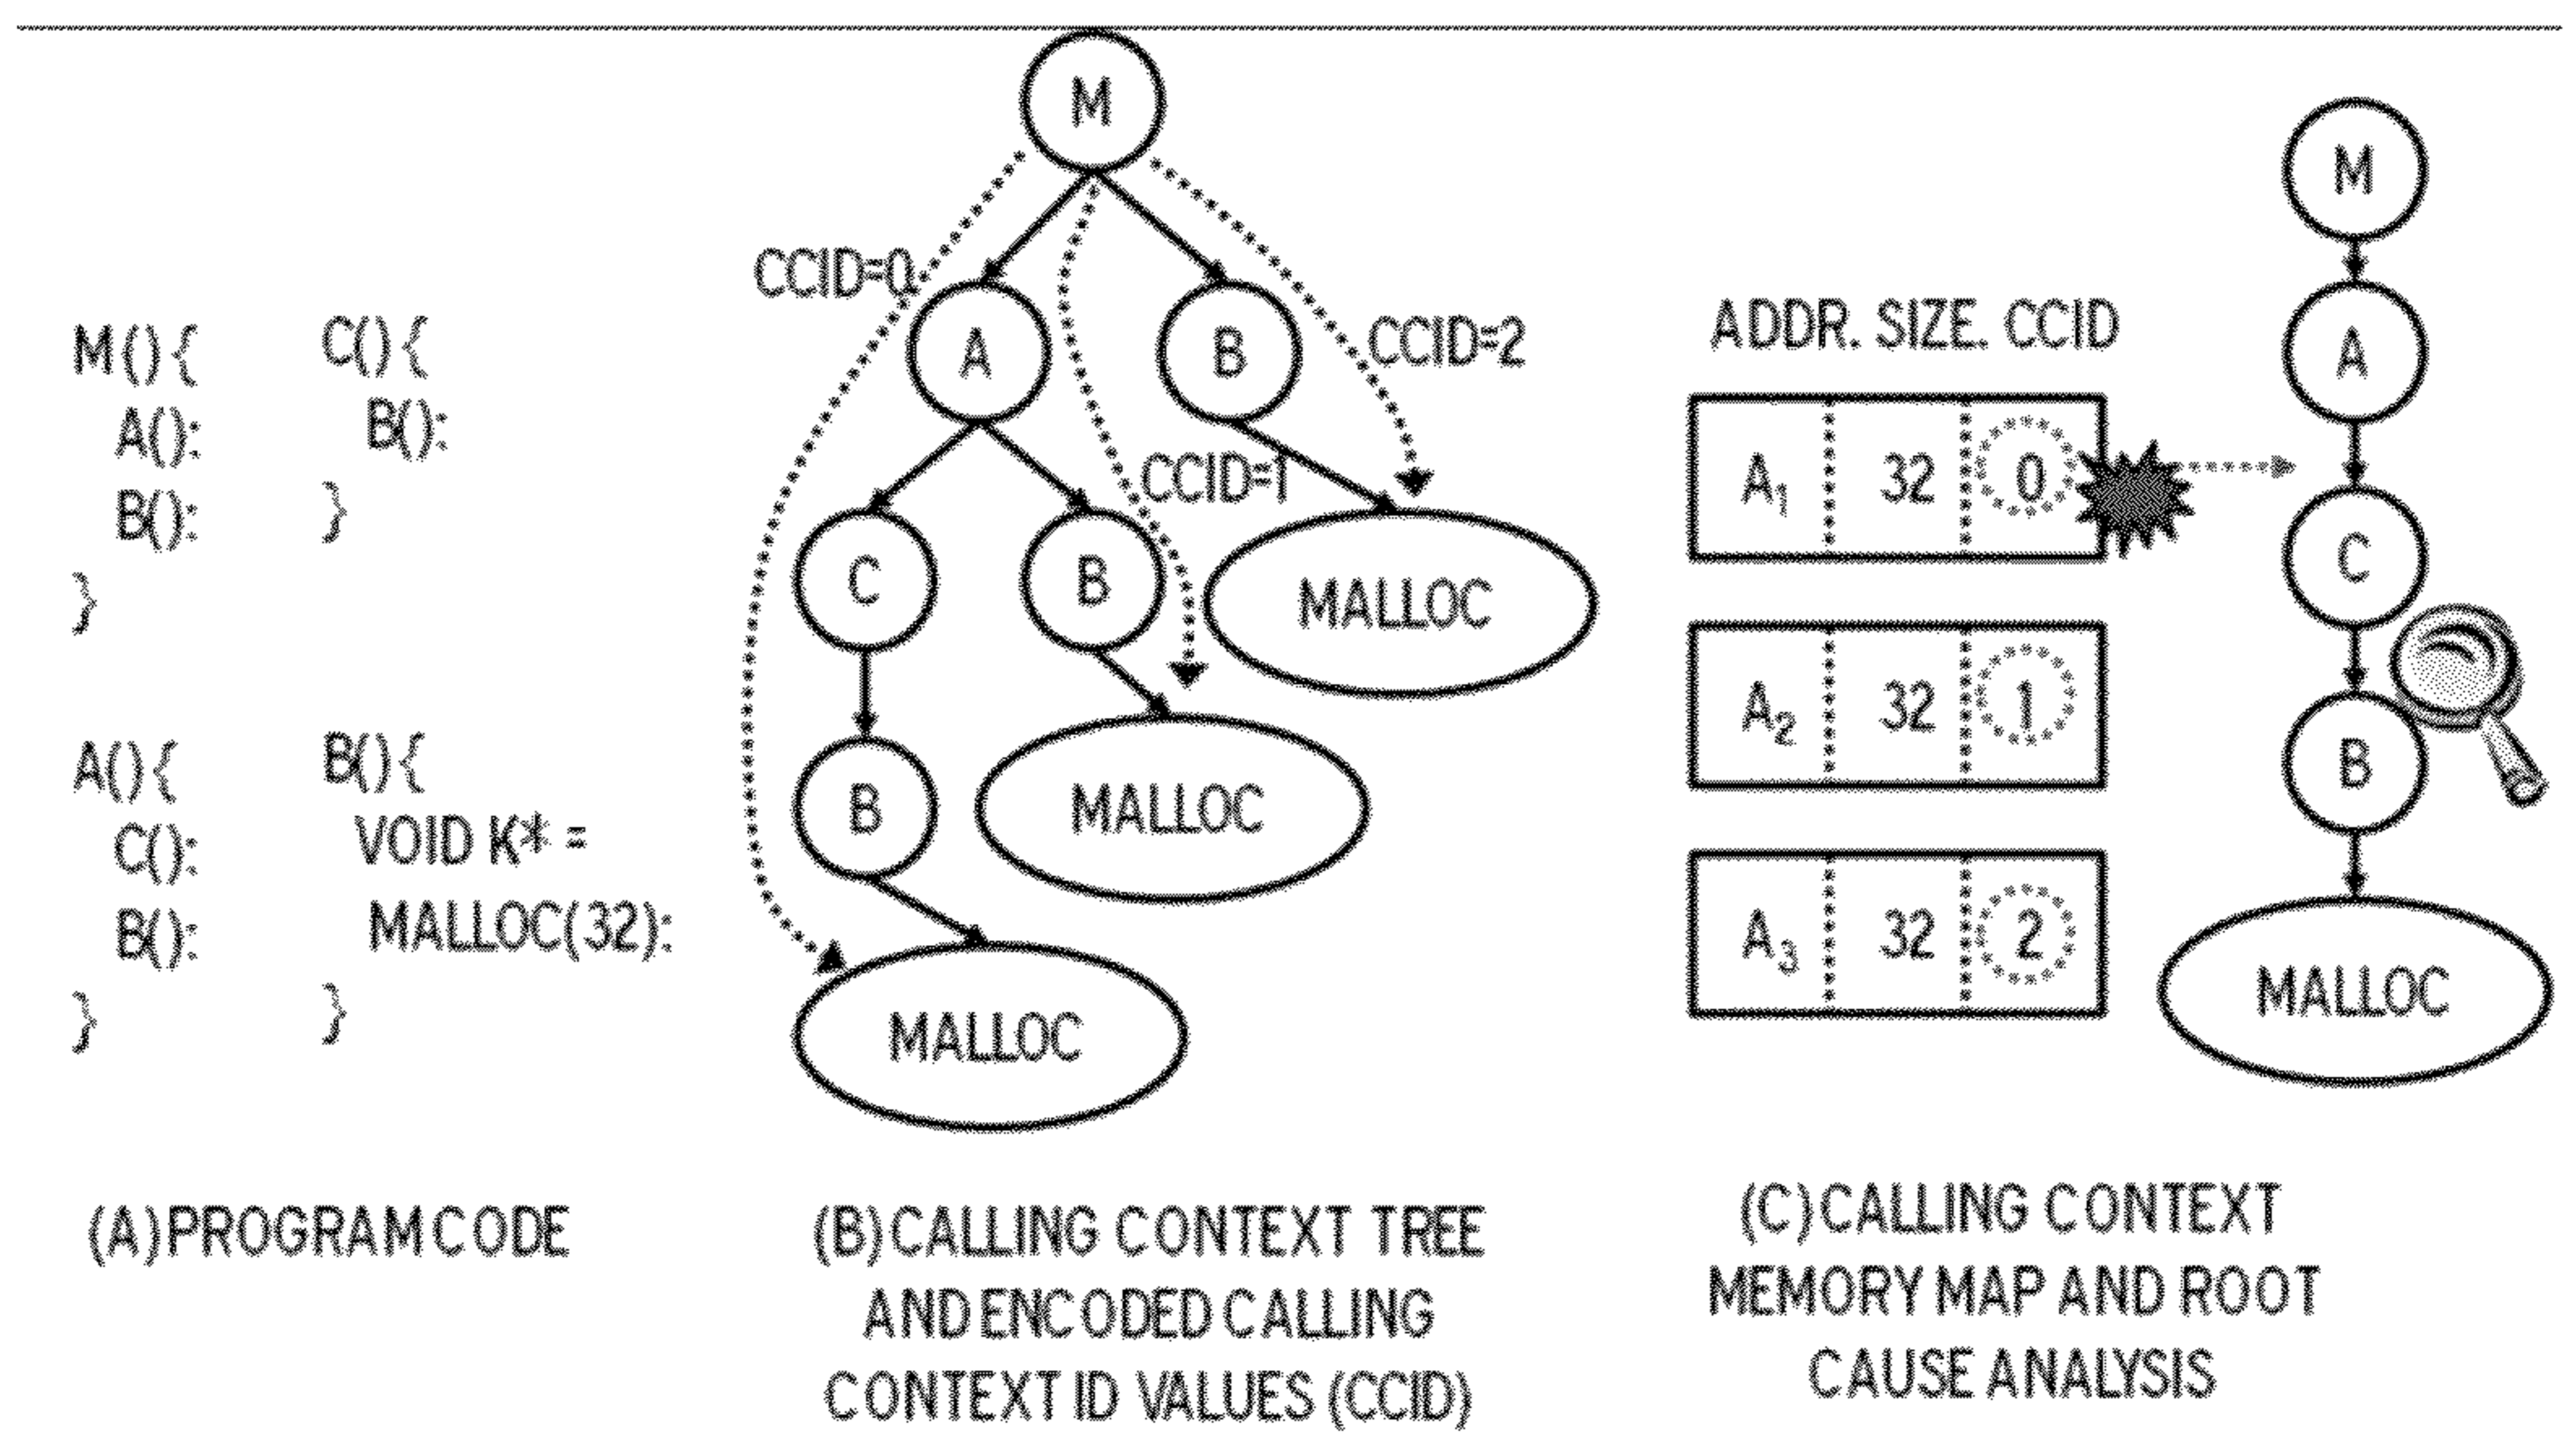 M(){
A():
B():
}
C(){
B():
}
A(){
C():
B():
}
B(){
VOID K* =
MALLOC(32):
}
(A)PROGRAM CODE
M
CCID=0
A
B
CCID=2
CCID=1
C
B
MALLOC
B
MALLOC
MALLOC
(B)CALLING CONTEXT TREE
AND ENCODED CALLING
CONTEXT ID VALUES (CCID)
ADDR. SIZE. CCID
A1 32 0
A2 32 1
A3 32 2
M
A
C
B
MALLOC
(C)CALLING CONTEXT
MEMORY MAP AND ROOT
CAUSE ANALYSIS